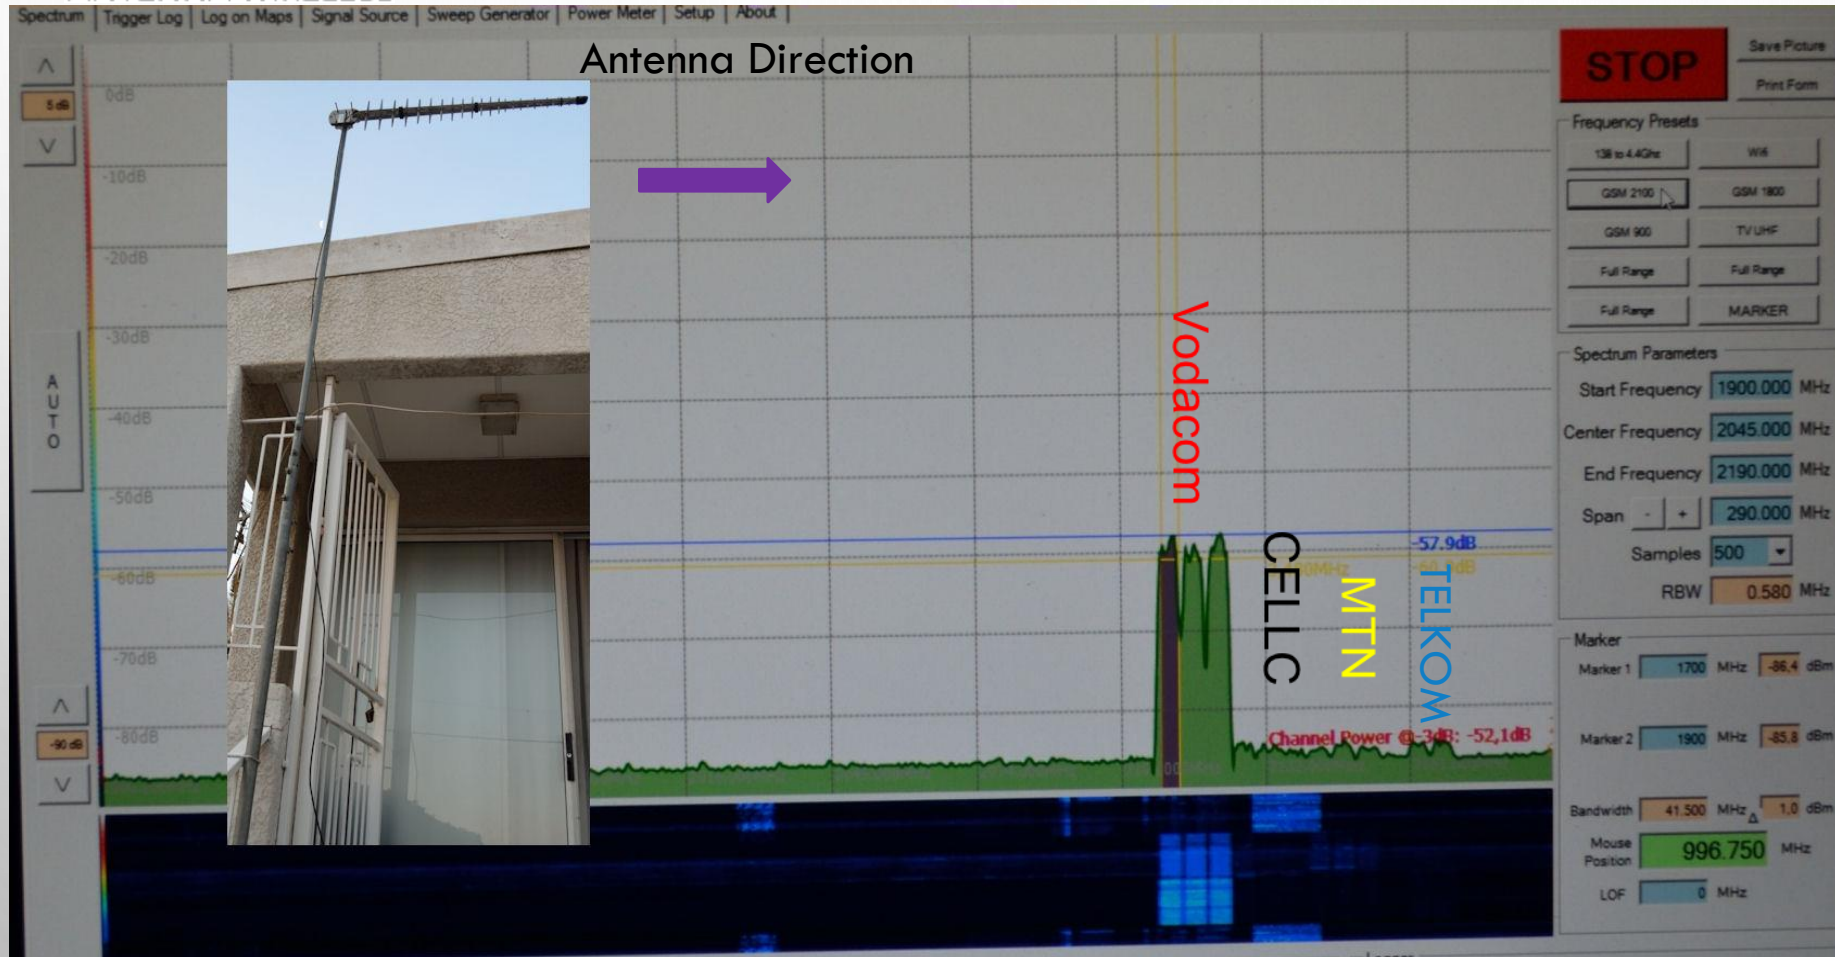 Spectrum Trigger Log Log on Maps Signal Source Sweep Generator Power Meter Setup About
Antenna Direction
5 dB
0dB
-10dB
-20dB
-30dB
-40dB
-50dB
-60dB
-70dB
-80dB
AUTO
-90 dB
Vodacom
CELLC
MTN
TELKOM
-57.9dB
Channel Power @-3dB: -52,1dB
STOP
Save Picture
Print Form
Frequency Presets
138 to 4.4Ghz Wifi
GSM 2100 GSM 1800
GSM 900 TV UHF
Full Range Full Range
Full Range MARKER
Spectrum Parameters
Start Frequency 1900.000 MHz
Center Frequency 2045.000 MHz
End Frequency 2190.000 MHz
Span - + 290.000 MHz
Samples 500
RBW 0.580 MHz
Marker
Marker 1 1700 MHz -86,4 dBm
Marker 2 1900 MHz -85,8 dBm
Bandwidth 41.500 MHz Δ 1,0 dBm
Mouse Position 996.750 MHz
LOF 0 MHz